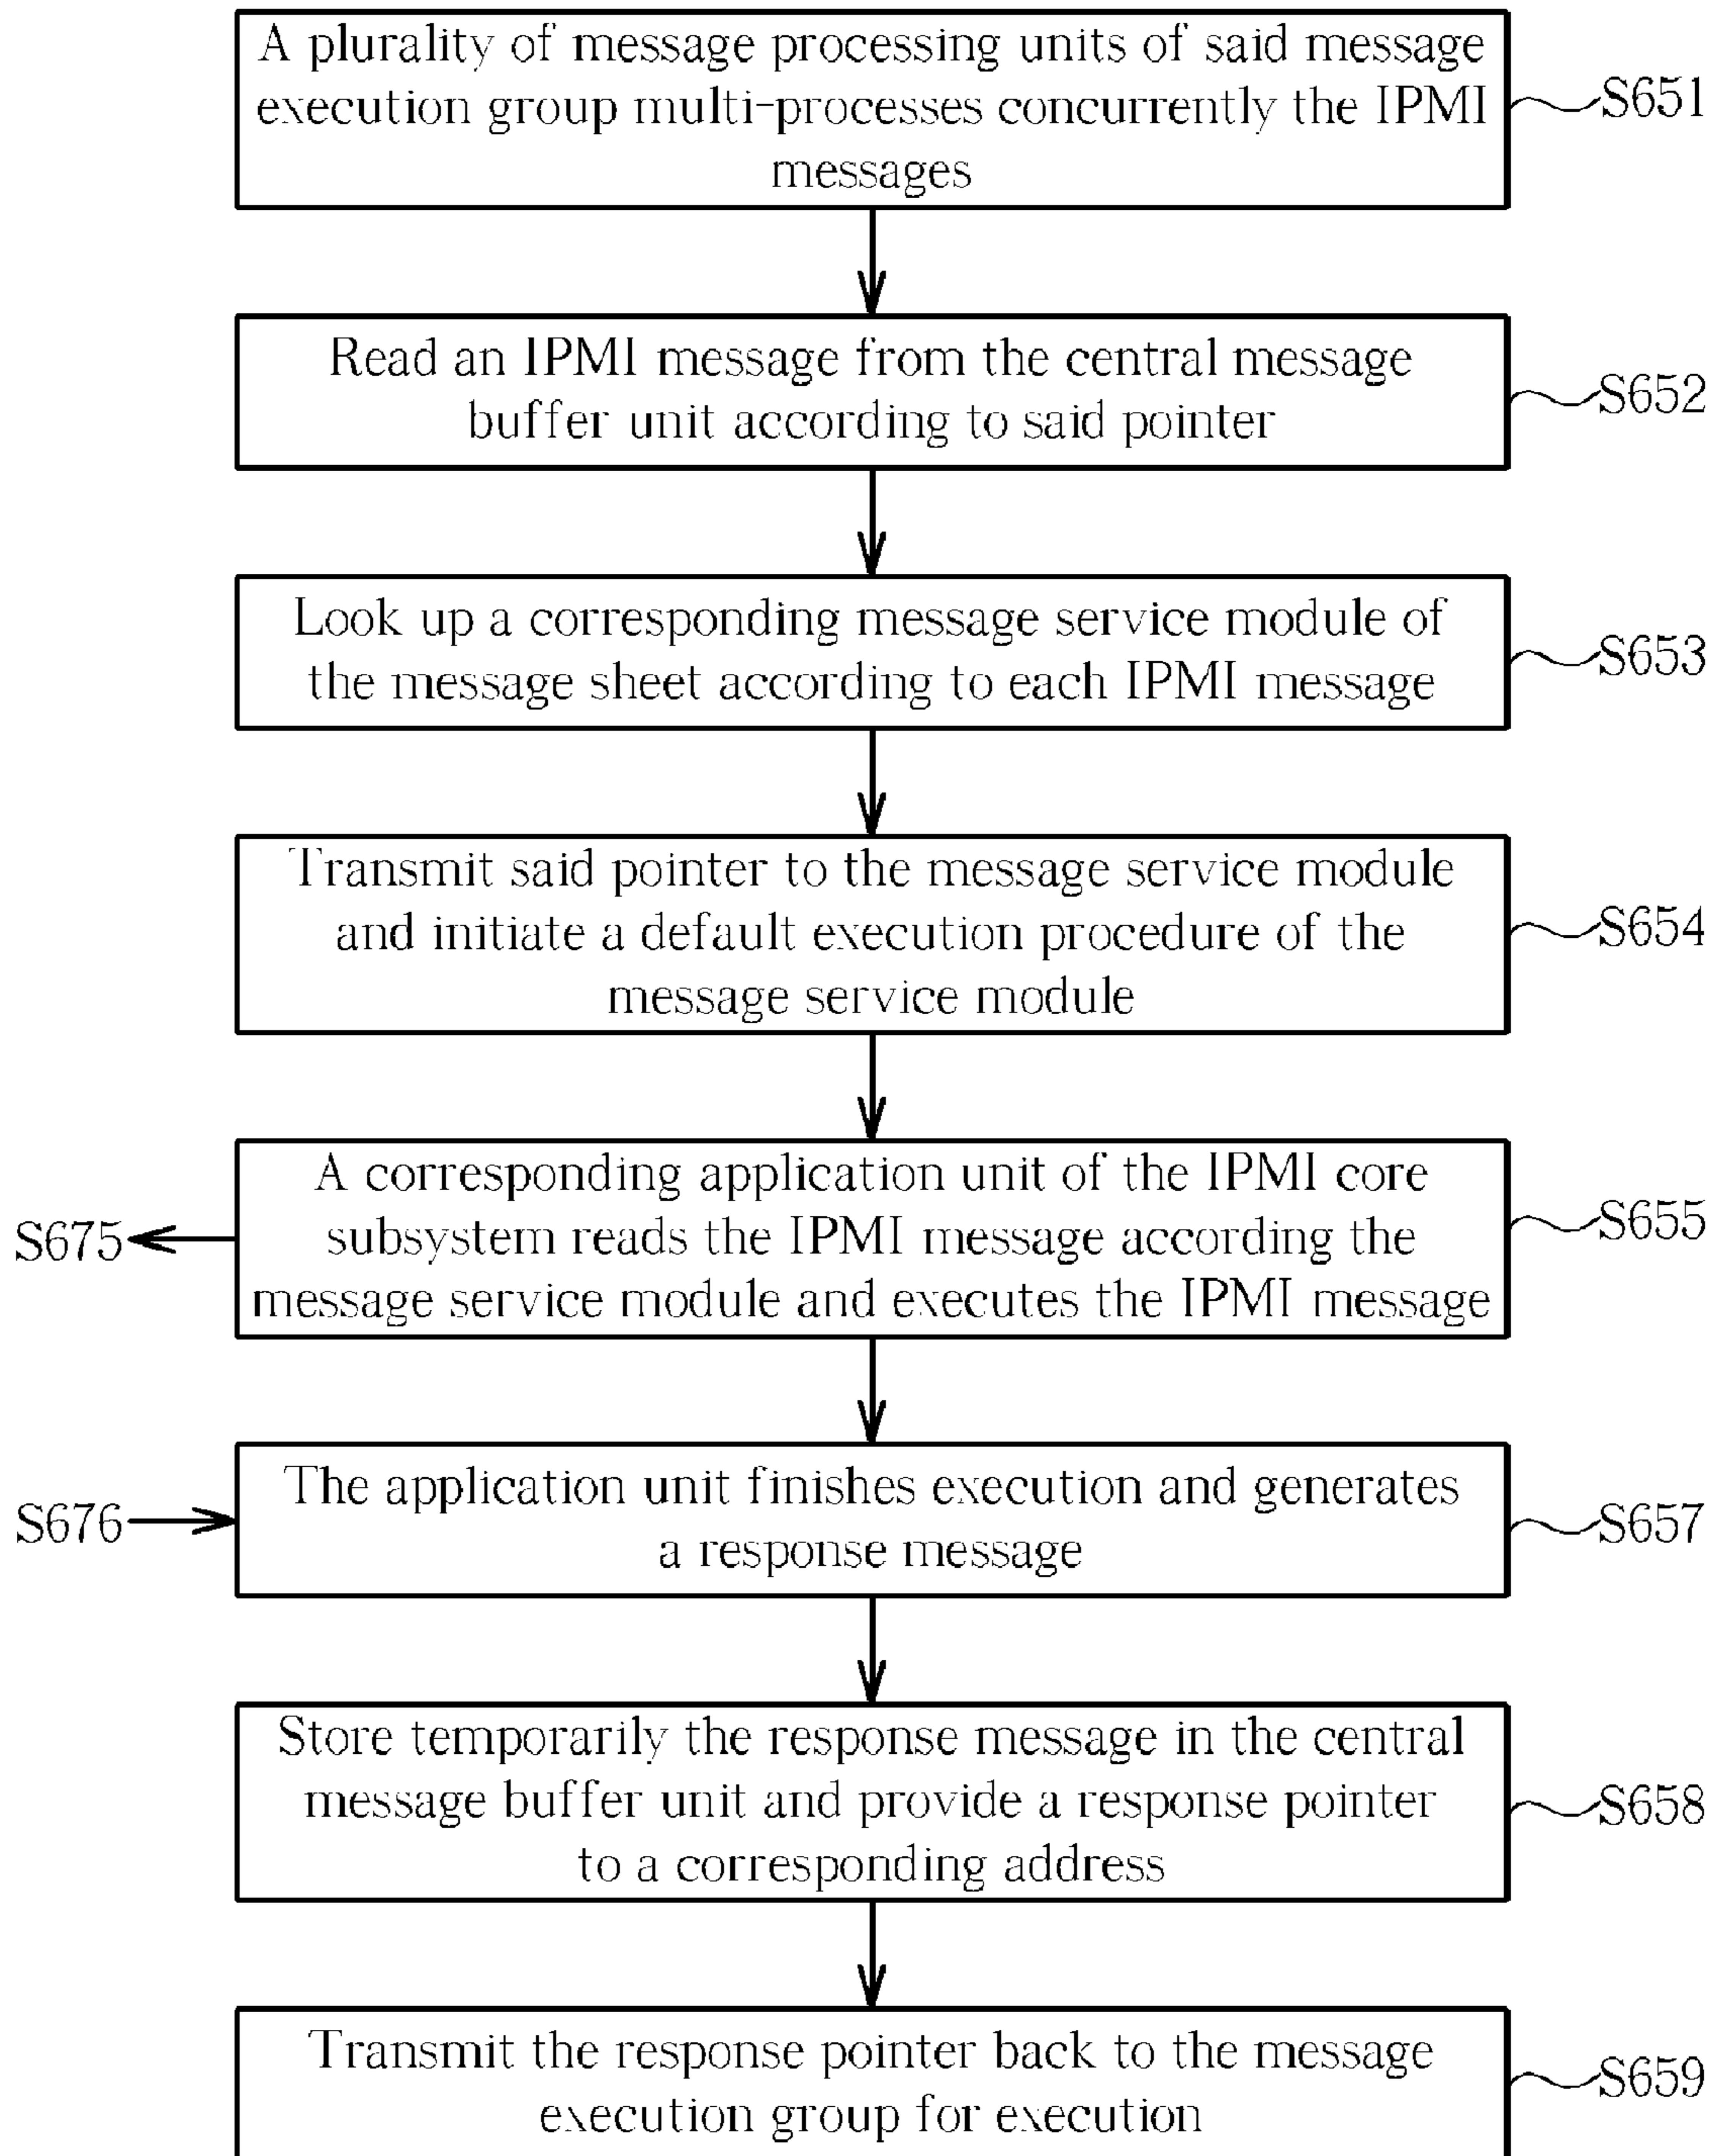 A plurality of message processing units of said message
execution group multi-processes concurrently the IPMI
messages
S651
Read an IPMI message from the central message
buffer unit according to said pointer
S652
Look up a corresponding message service module of
the message sheet according to each IPMI message
S653
Transmit said pointer to the message service module
and initiate a default execution procedure of the
message service module
S654
A corresponding application unit of the IPMI core
subsystem reads the IPMI message according the
message service module and executes the IPMI message
S655
S675
The application unit finishes execution and generates
a response message
S657
S676
Store temporarily the response message in the central
message buffer unit and provide a response pointer
to a corresponding address
S658
Transmit the response pointer back to the message
execution group for execution
S659